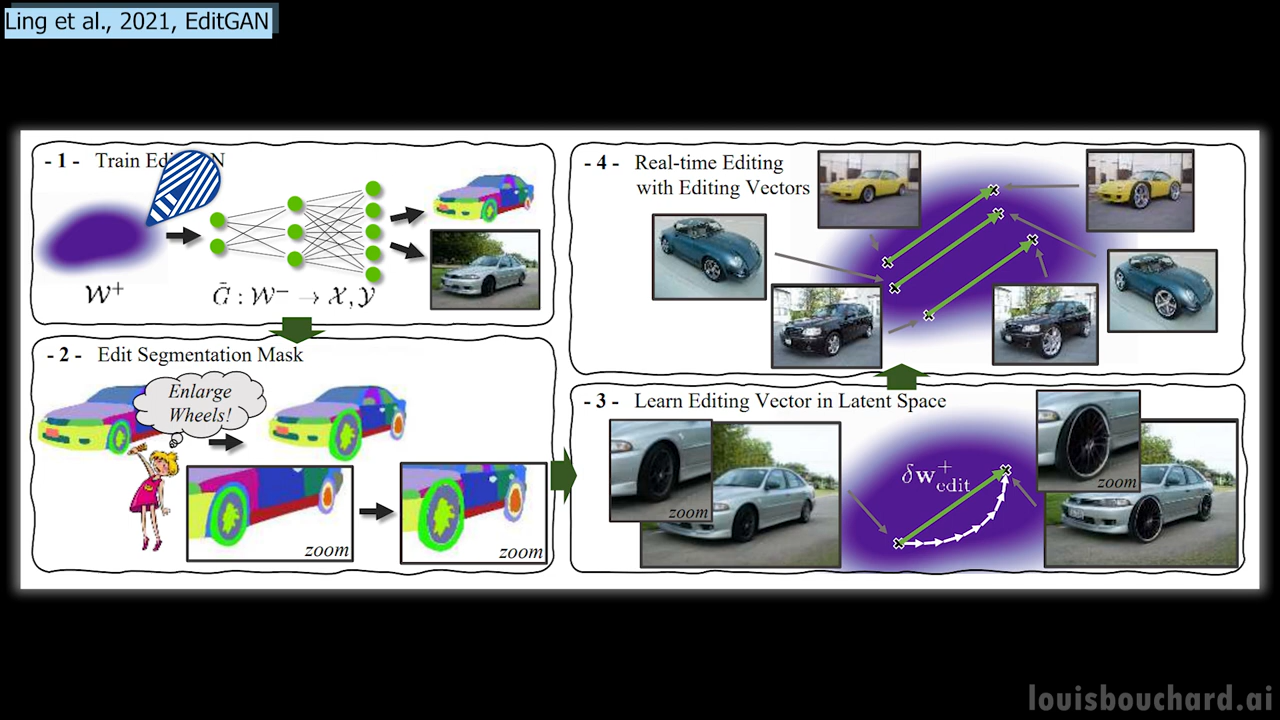 Ling et al., 2021, EditGAN
- 1 - Train
𝒲⁺
G̃ : 𝒲⁻ → 𝒳, 𝒴
- 2 - Edit Segmentation Mask
Enlarge
Wheels!
zoom
zoom
- 4 - Real-time Editing
with Editing Vectors
- 3 - Learn Editing Vector in Latent Space
zoom
δw⁺edit
zoom
louisbouchard.ai